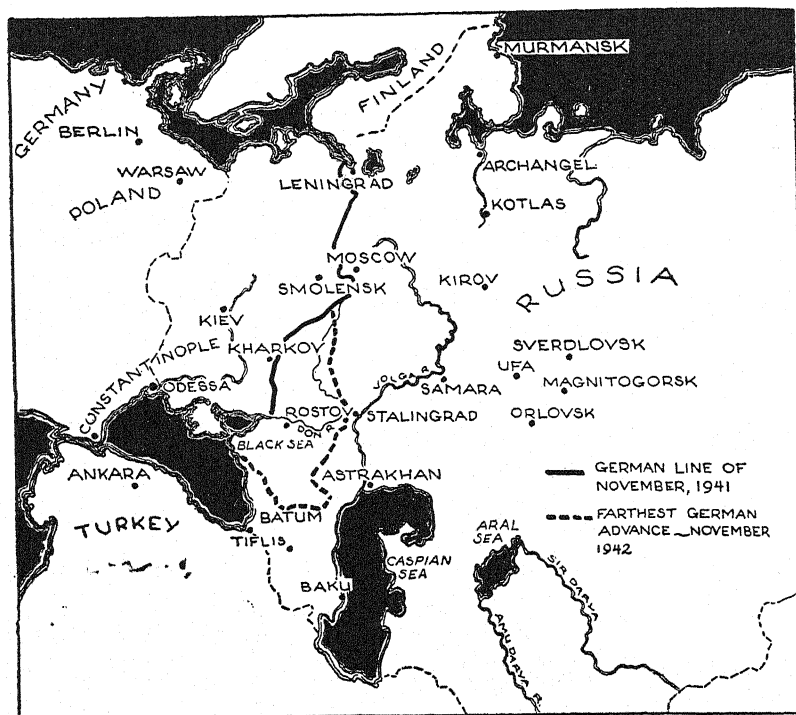 MURMANSK
FINLAND
GERMANY
BERLIN
WARSAW
POLAND
LENINGRAD
ARCHANGEL
KOTLAS
MOSCOW
SMOLENSK
KIROV
RUSSIA
KIEV
KHARKOV
SVERDLOVSK
UFA
MAGNITOGORSK
CONSTANTINOPLE
ODESSA
VOLGA R.
SAMARA
ORLOVSK
ROSTOV
DON R.
STALINGRAD
BLACK SEA
ANKARA
ASTRAKHAN
TURKEY
BATUM
TIFLIS
BAKU
CASPIAN
SEA
ARAL
SEA
SIR DARYA
AMU DARYA R.
GERMAN LINE OF
NOVEMBER, 1941
FARTHEST GERMAN
ADVANCE ~ NOVEMBER
1942